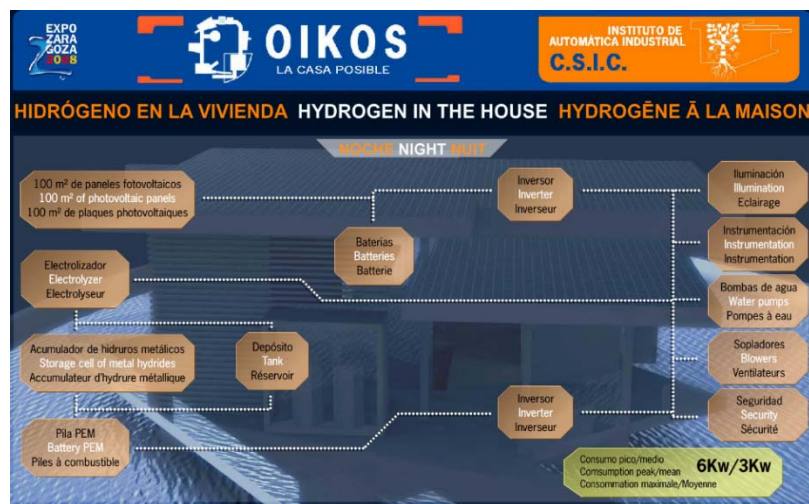 EXPO
ZARA
GOZA
2008
OIKOS
LA CASA POSIBLE
INSTITUTO DE
AUTOMÁTICA INDUSTRIAL
C.S.I.C.
HIDRÓGENO EN LA VIVIENDA HYDROGEN IN THE HOUSE HYDROGÈNE Ā LA MAISON
NOCHE NIGHT NUIT
100 m² de paneles fotovoltaicos
100 m² of photovoltaic panels
100 m² de plaques photovoltaiques
Inversor
Inverter
Inverseur
Iluminación
Illumination
Eclairage
Baterias
Batteries
Batterie
Instrumentación
Instrumentation
Instrumentation
Electrolizador
Electrolyzer
Electrolyseur
Bombas de agua
Water pumps
Pompes à eau
Acumulador de hidruros metálicos
Storage cell of metal hydrides
Accumulateur d'hydrure métallique
Depósito
Tank
Réservoir
Sopladores
Blowers
Ventilateurs
Pila PEM
Battery PEM
Piles à combustible
Inversor
Inverter
Inverseur
Seguridad
Security
Sécurité
Consumo pico/medio
Comsumption peak/mean
Consommation maximale/Moyenne
6Kw/3Kw